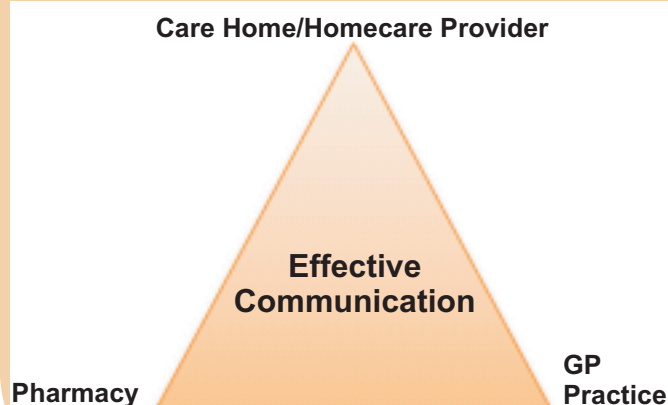 Care Home/Homecare Provider
Effective
Communication
Pharmacy
GP
Practice